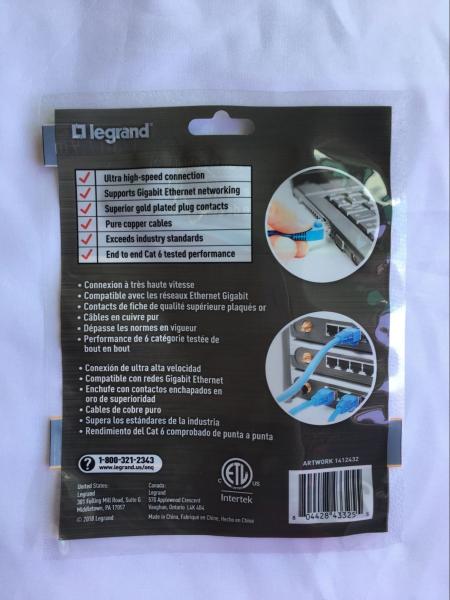 legrand®
Ultra high-speed connection
Supports Gigabit Ethernet networking
Superior gold plated plug contacts
Pure copper cables
Exceeds industry standards
End to end Cat 6 tested performance
• Connexion à très haute vitesse
• Compatible avec les réseaux Ethernet Gigabit
• Contacts de fiche de qualité supérieure plaqués or
• Câbles en cuivre pur
• Dépasse les normes en vigueur
• Performance de 6 catégorie testée de
bout en bout
• Conexión de ultra alta velocidad
• Compatible con redes Gigabit Ethernet
• Enchufe con contactos enchapados en
oro de superioridad
• Cables de cobre puro
• Supera los estándares de la industria
• Rendimiento del Cat 6 comprobado de punta a punta
? 1-800-321-2343
www.legrand.us/onq
United States:
Legrand
301 Fulling Mill Road, Suite G
Middletown, PA 17057
© 2018 Legrand
Canada:
Legrand
570 Applewood Crescent
Vaughan, Ontario L4K 4B4
Made in China, Fabriqué en Chine, Hecho en China
C ETL US
Intertek
ARTWORK 1412432
8 04428 43325